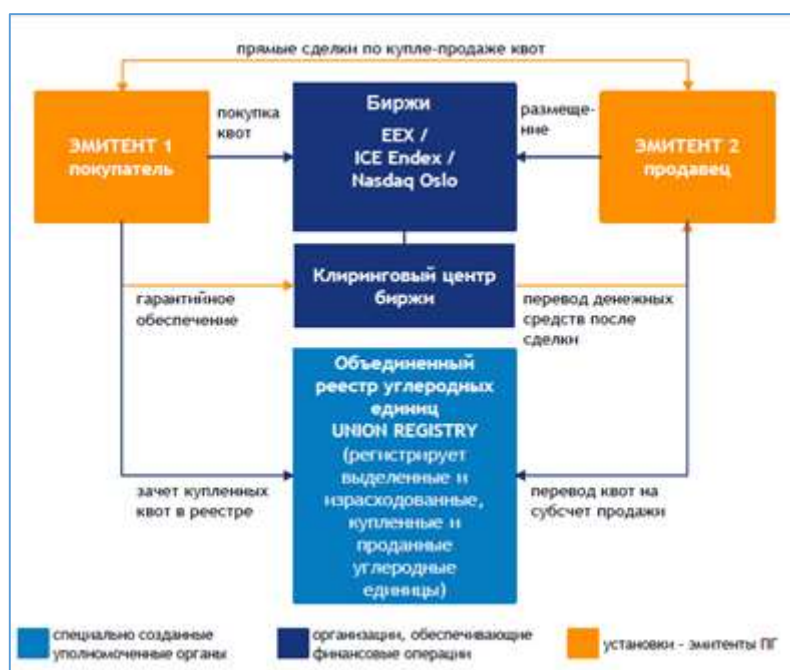 прямые сделки по купле-продаже квот
ЭМИТЕНТ 1
покупатель
покупка
квот
Биржи
EEX /
ICE Endex /
Nasdaq Oslo
размеще-
ние
ЭМИТЕНТ 2
продавец
гарантийное
обеспечение
Клиринговый центр
биржи
перевод денежных
средств после
сделки
Объединенный
реестр углеродных
единиц
UNION REGISTRY
(регистрирует
выделенные и
израсходованные,
купленные и
проданные
углеродные
единицы)
зачет купленных
квот в реестре
перевод квот на
субсчет продажи
специально созданные
уполномоченные органы
организации, обеспечивающие
финансовые операции
установки - эмитенты ПГ